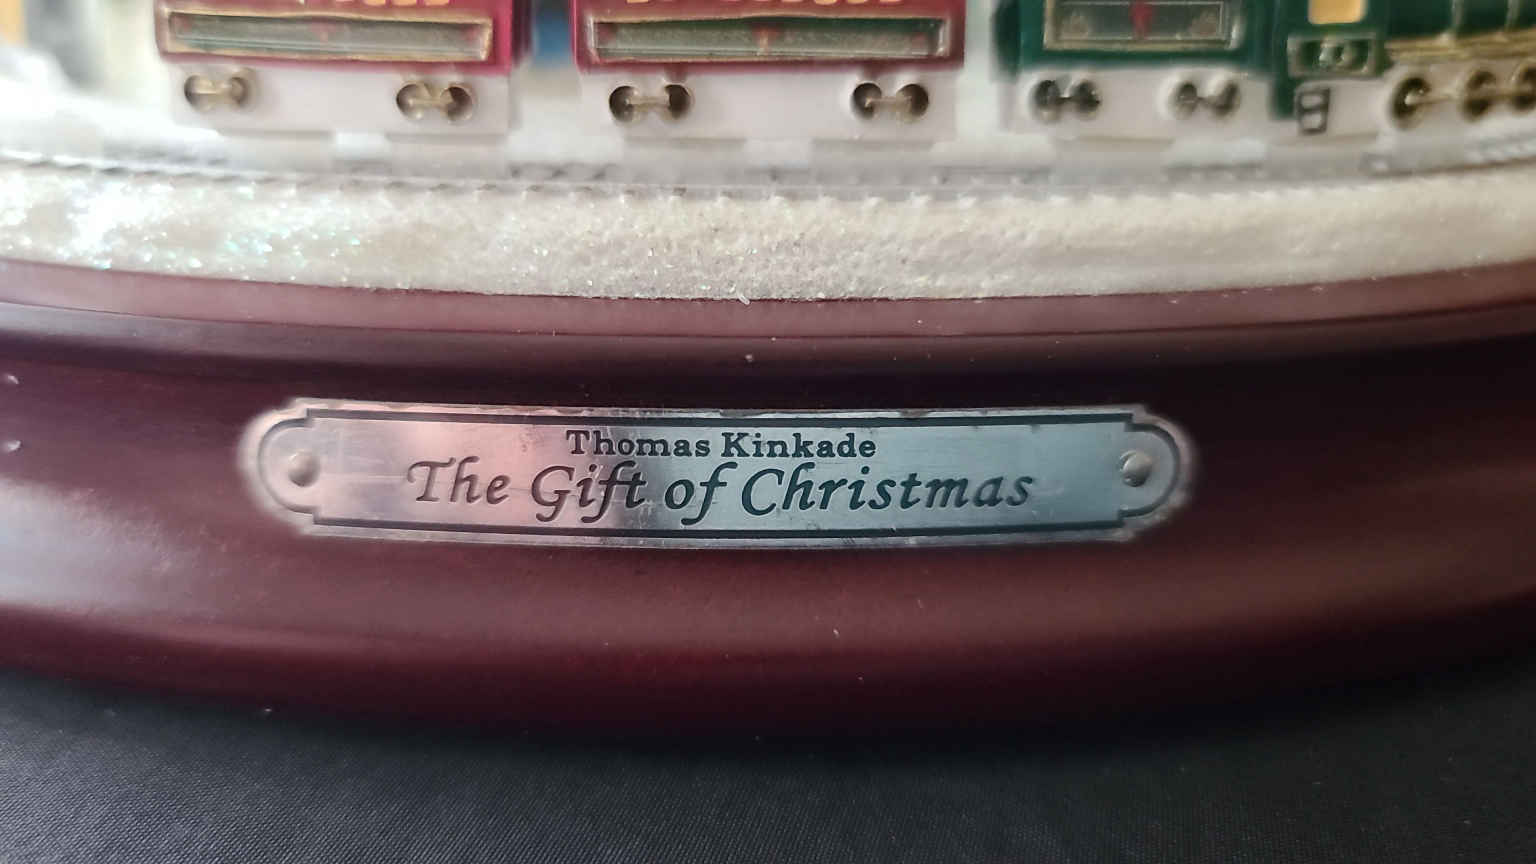 Thomas Kinkade
The Gift of Christmas